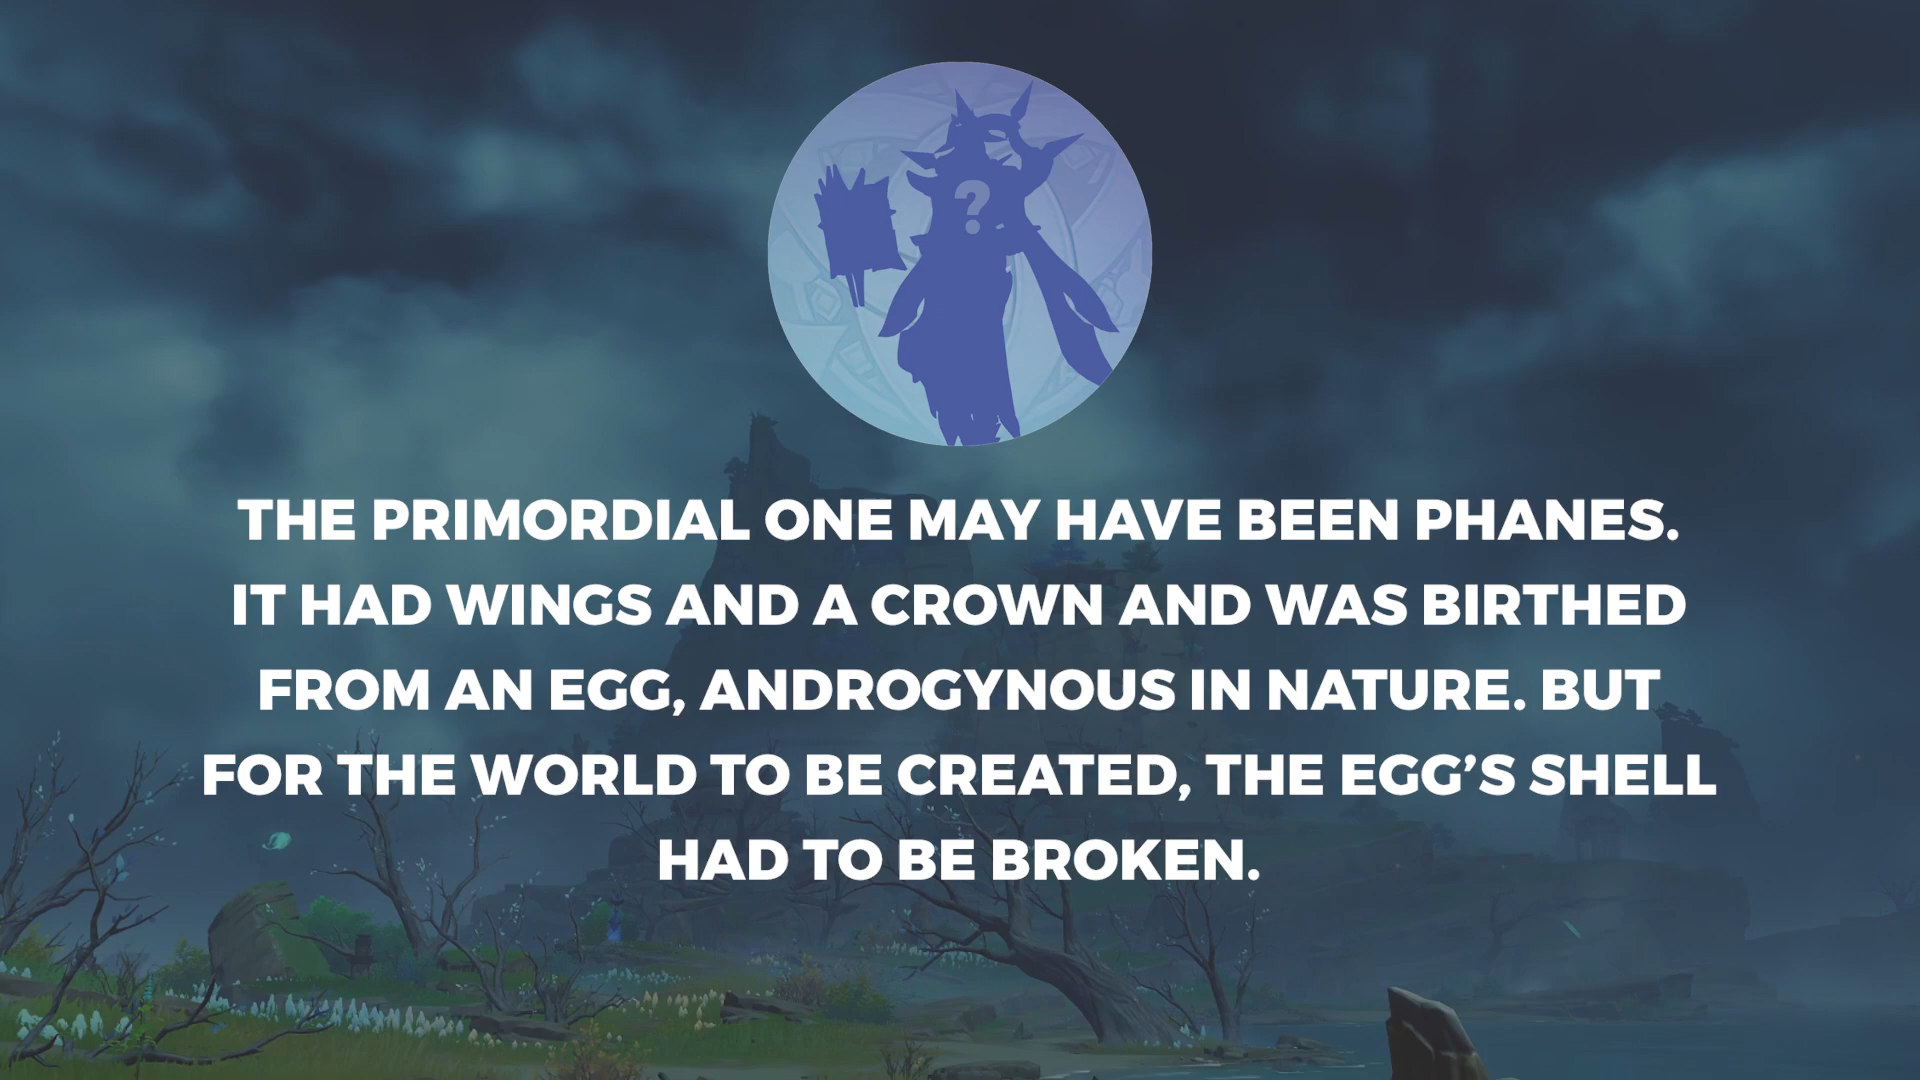 ?
THE PRIMORDIAL ONE MAY HAVE BEEN PHANES.
IT HAD WINGS AND A CROWN AND WAS BIRTHED
FROM AN EGG, ANDROGYNOUS IN NATURE. BUT
FOR THE WORLD TO BE CREATED, THE EGG’S SHELL
HAD TO BE BROKEN.